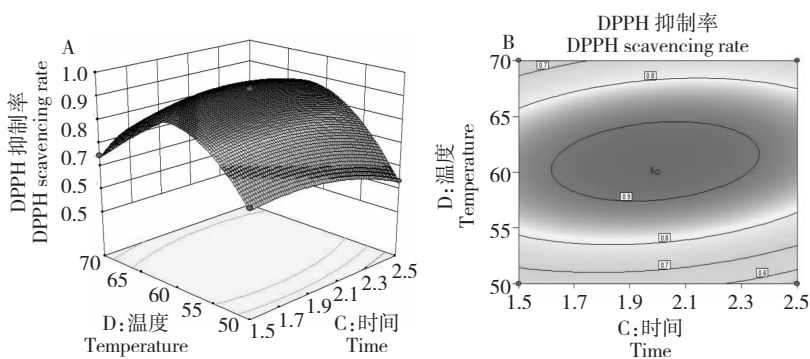 A
DPPH 抑制率
DPPH scavencing rate
1.0
0.9
0.8
0.7
0.5
0.5
70
65
60
55
50
1.5
1.7
1.9
2.1
2.3
2.5
D:温度
Temperature
C:时间
Time
DPPH 抑制率
B
DPPH scavencing rate
70
65
60
55
50
0.7
0.8
0.9
0.8
0.7
0.6
1.5
1.7
1.9
2.1
2.3
2.5
D:温度
Temperature
C:时间
Time